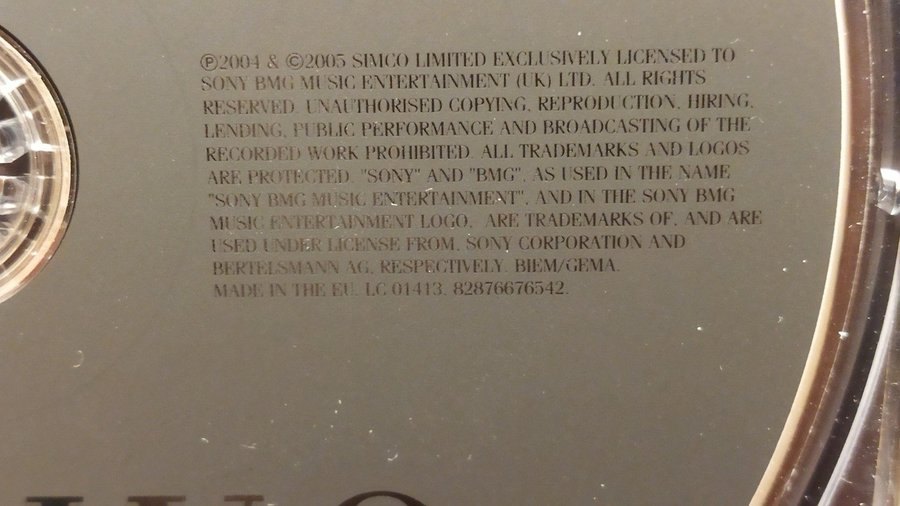 ℗2004 & ©2005 SIMCO LIMITED EXCLUSIVELY LICENSED TO
SONY BMG MUSIC ENTERTAINMENT (UK) LTD. ALL RIGHTS
RESERVED. UNAUTHORISED COPYING, REPRODUCTION, HIRING,
LENDING, PUBLIC PERFORMANCE AND BROADCASTING OF THE
RECORDED WORK PROHIBITED. ALL TRADEMARKS AND LOGOS
ARE PROTECTED. "SONY" AND "BMG", AS USED IN THE NAME
"SONY BMG MUSIC ENTERTAINMENT", AND IN THE SONY BMG
MUSIC ENTERTAINMENT LOGO, ARE TRADEMARKS OF, AND ARE
USED UNDER LICENSE FROM, SONY CORPORATION AND
BERTELSMANN AG, RESPECTIVELY. BIEM/GEMA.
MADE IN THE EU. LC 01413. 82876676542.